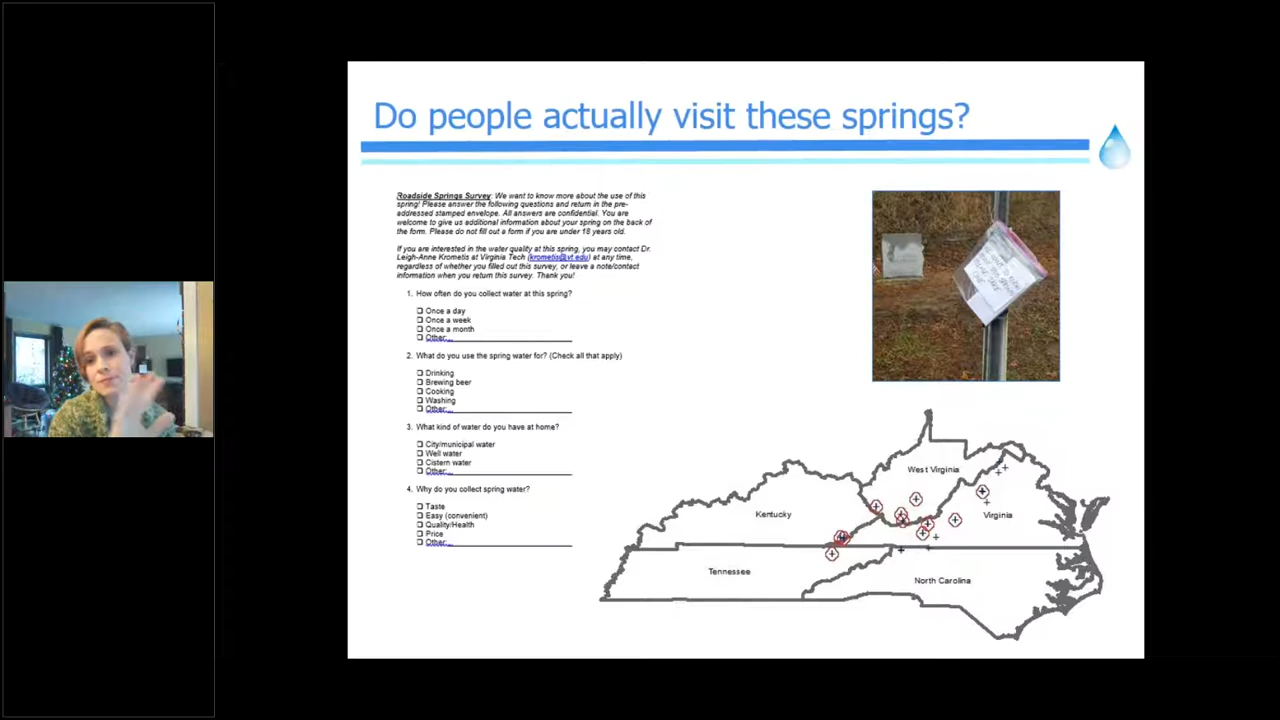 Do people actually visit these springs?
Roadside Springs Survey: We want to know more about the use of this
spring! Please answer the following questions and return in the pre-
addressed stamped envelope. All answers are confidential. You are
welcome to give us additional information about your spring on the back of
the form. Please do not fill out a form if you are under 18 years old.
If you are interested in the water quality at this spring, you may contact Dr.
Leigh-Anne Krometis at Virginia Tech (krometis@vt.edu) at any time,
regardless of whether you filled out this survey, or leave a note/contact
information when you return this survey. Thank you!
1. How often do you collect water at this spring?
Once a day
Once a week
Once a month
Other:
2. What do you use the spring water for? (Check all that apply)
Drinking
Brewing beer
Cooking
Washing
Other:
3. What kind of water do you have at home?
City/municipal water
Well water
Cistern water
Other:
4. Why do you collect spring water?
Taste
Easy (convenient)
Quality/Health
Price
Other:
West Virginia
Kentucky
Virginia
Tennessee
North Carolina